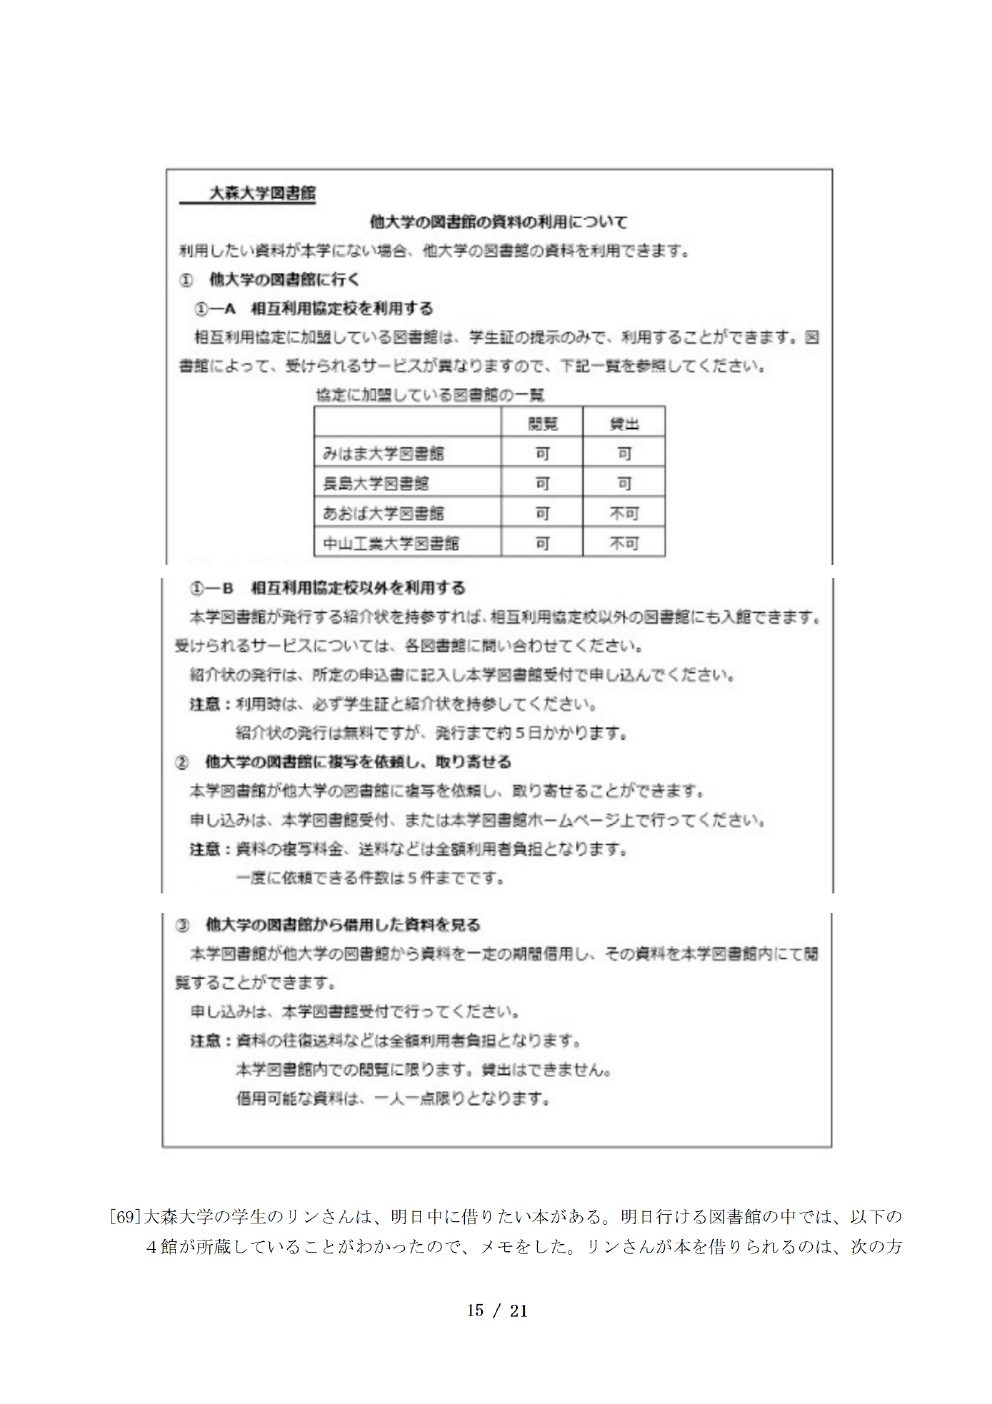 大森大学図書館
他大学の図書館の資料の利用について
利用したい資料が本学にない場合、他大学の図書館の資料を利用できます。
① 他大学の図書館に行く
①―A 相互利用協定校を利用する
相互利用協定に加盟している図書館は、学生証の提示のみで、利用することができます。図
書館によって、受けられるサービスが異なりますので、下記一覧を参照してください。
協定に加盟している図書館の一覧
閲覧 貸出
みはま大学図書館 可 可
長島大学図書館 可 可
あおば大学図書館 可 不可
中山工業大学図書館 可 不可
①―B 相互利用協定校以外を利用する
本学図書館が発行する紹介状を持参すれば、相互利用協定校以外の図書館にも入館できます。
受けられるサービスについては、各図書館に問い合わせてください。
紹介状の発行は、所定の申込書に記入し本学図書館受付で申し込んでください。
注意：利用時は、必ず学生証と紹介状を持参してください。
紹介状の発行は無料ですが、発行まで約５日かかります。
② 他大学の図書館に複写を依頼し、取り寄せる
本学図書館が他大学の図書館に複写を依頼し、取り寄せることができます。
申し込みは、本学図書館受付、または本学図書館ホームページ上で行ってください。
注意：資料の複写料金、送料などは全額利用者負担となります。
一度に依頼できる件数は５件までです。
③ 他大学の図書館から借用した資料を見る
本学図書館が他大学の図書館から資料を一定の期間借用し、その資料を本学図書館内にて閲
覧することができます。
申し込みは、本学図書館受付で行ってください。
注意：資料の往復送料などは全額利用者負担となります。
本学図書館内での閲覧に限ります。貸出はできません。
借用可能な資料は、一人一点限りとなります。
[69]大森大学の学生のリンさんは、明日中に借りたい本がある。明日行ける図書館の中では、以下の
４館が所蔵していることがわかったので、メモをした。リンさんが本を借りられるのは、次の方
15 / 21